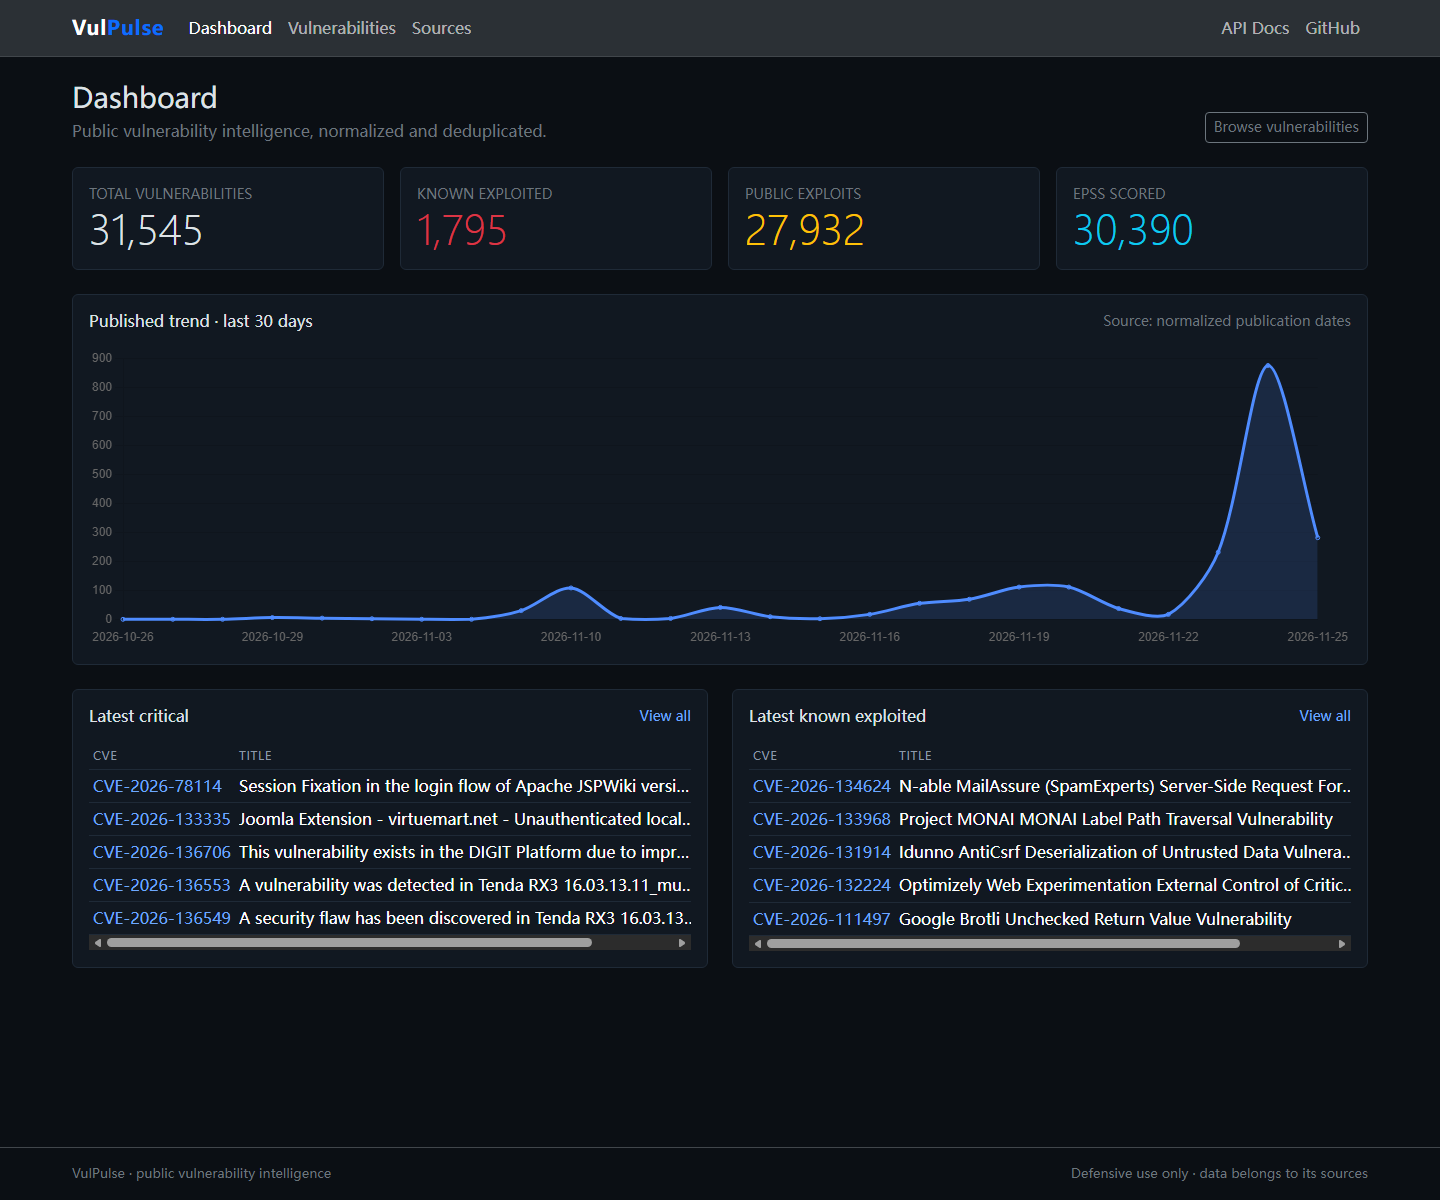 VulPulse Dashboard Vulnerabilities Sources API Docs GitHub
Dashboard
Public vulnerability intelligence, normalized and deduplicated.
Browse vulnerabilities
TOTAL VULNERABILITIES
31,545
KNOWN EXPLOITED
1,795
PUBLIC EXPLOITS
27,932
EPSS SCORED
30,390
Published trend · last 30 days
Source: normalized publication dates
900
800
700
600
500
400
300
200
100
0
2026-10-26 2026-10-29 2026-11-03 2026-11-10 2026-11-13 2026-11-16 2026-11-19 2026-11-22 2026-11-25
Latest critical View all
CVE TITLE
CVE-2026-78114 Session Fixation in the login flow of Apache JSPWiki versi...
CVE-2026-133335 Joomla Extension - virtuemart.net - Unauthenticated local..
CVE-2026-136706 This vulnerability exists in the DIGIT Platform due to impr...
CVE-2026-136553 A vulnerability was detected in Tenda RX3 16.03.13.11_mu..
CVE-2026-136549 A security flaw has been discovered in Tenda RX3 16.03.13..
Latest known exploited View all
CVE TITLE
CVE-2026-134624 N-able MailAssure (SpamExperts) Server-Side Request For..
CVE-2026-133968 Project MONAI MONAI Label Path Traversal Vulnerability
CVE-2026-131914 Idunno AntiCsrf Deserialization of Untrusted Data Vulnera..
CVE-2026-132224 Optimizely Web Experimentation External Control of Critic..
CVE-2026-111497 Google Brotli Unchecked Return Value Vulnerability
VulPulse · public vulnerability intelligence
Defensive use only · data belongs to its sources